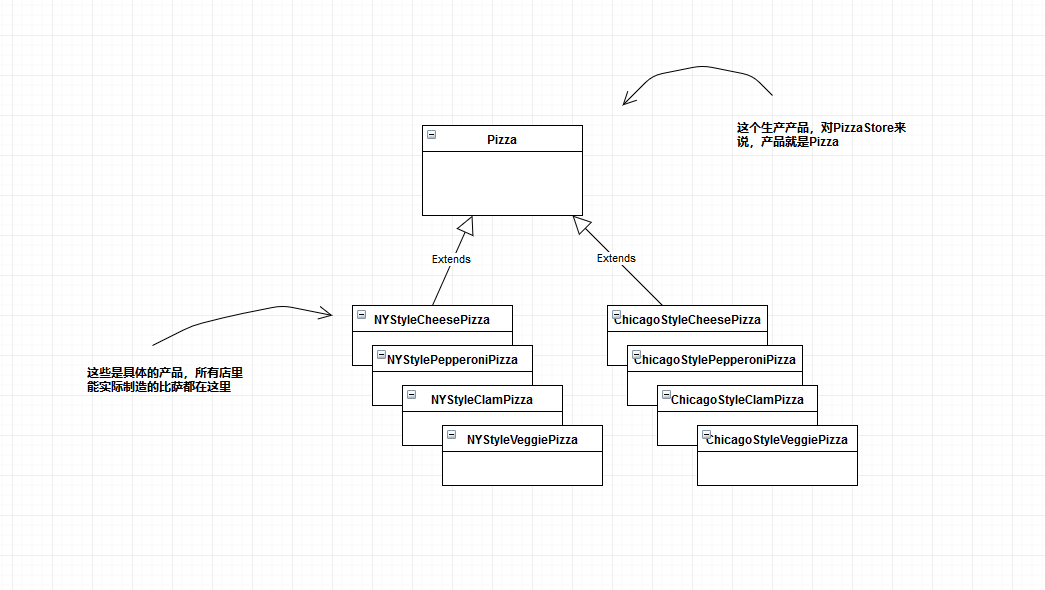 这个生产产品，对PizzaStore来
说，产品就是Pizza
Pizza
Extends
Extends
NYStyleCheesePizza
ChicagoStyleCheesePizza
NYStylePepperoniPizza
ChicagoStylePepperoniPizza
这些是具体的产品，所有店里
能实际制造的比萨都在这里
NYStyleClamPizza
ChicagoStyleClamPizza
NYStyleVeggiePizza
ChicagoStyleVeggiePizza